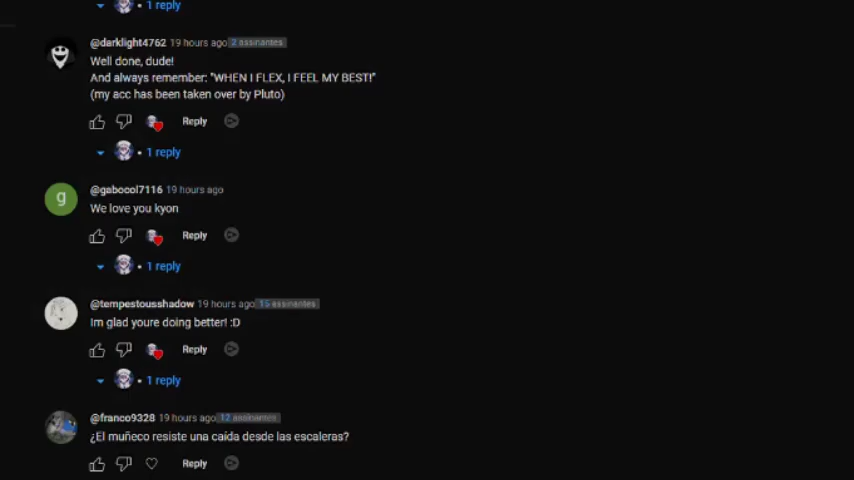 1 reply
@darklight4762 19 hours ago 2 assinantes
Well done, dude!
And always remember: "WHEN I FLEX, I FEEL MY BEST!"
(my acc has been taken over by Pluto)
Reply
1 reply
g
@gabocol7116 19 hours ago
We love you kyon
Reply
1 reply
@tempestousshadow 19 hours ago 15 assinantes
Im glad youre doing better! :D
Reply
1 reply
@franco9328 19 hours ago 12 assinantes
¿El muñeco resiste una caída desde las escaleras?
Reply